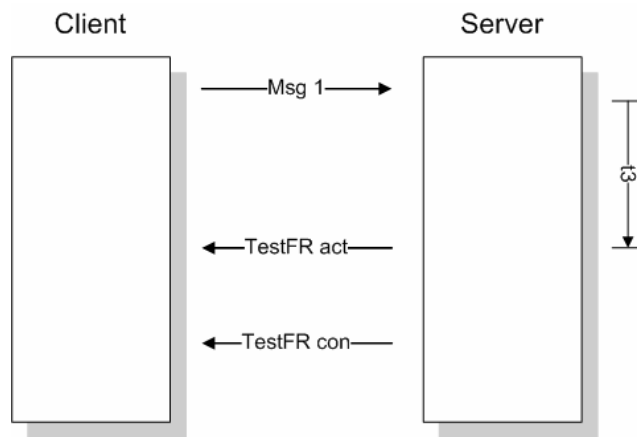 Client
Server
Msg 1
t3
TestFR act
TestFR con